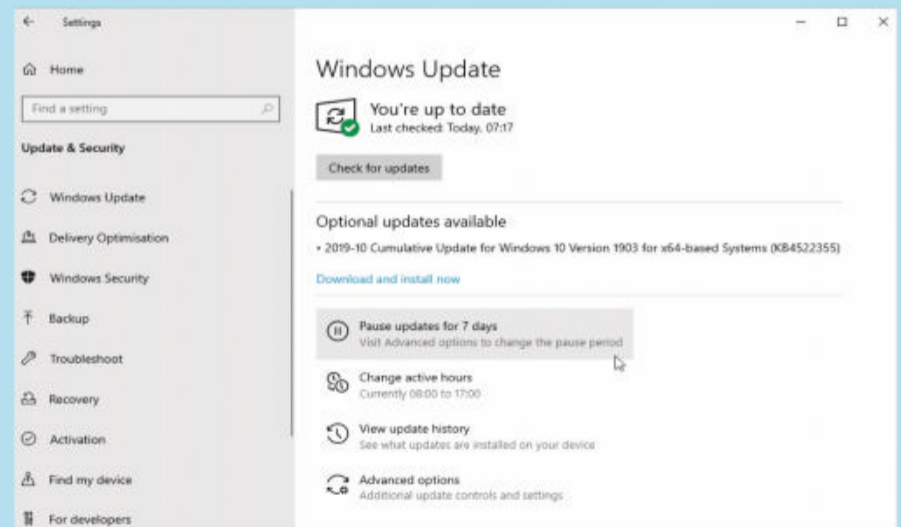 Settings
Home
Find a setting
Update & Security
Windows Update
Delivery Optimisation
Windows Security
Backup
Troubleshoot
Recovery
Activation
Find my device
For developers
Windows Update
You're up to date
Last checked: Today, 07:17
Check for updates
Optional updates available
• 2019-10 Cumulative Update for Windows 10 Version 1903 for x64-based Systems (KB4522355)
Download and install now
Pause updates for 7 days
Visit Advanced options to change the pause period
Change active hours
Currently 08:00 to 17:00
View update history
See what updates are installed on your device
Advanced options
Additional update controls and settings